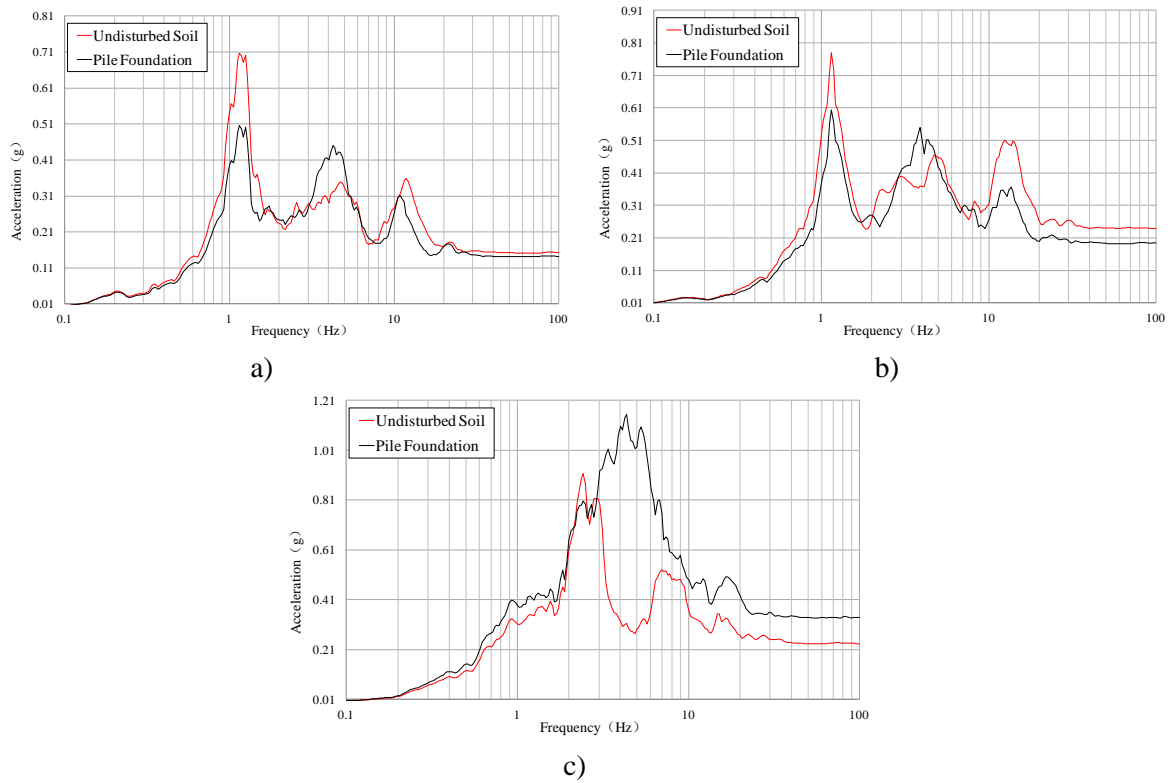 0.81
0.71
0.61
0.51
0.41
0.31
0.21
0.11
0.01
Acceleration（g）
Undisturbed Soil
Pile Foundation
0.1
1
10
100
Frequency（Hz）
a)
0.91
0.81
0.71
0.61
0.51
0.41
0.31
0.21
0.11
0.01
Acceleration（g）
Undisturbed Soil
Pile Foundation
0.1
1
10
100
Frequency（Hz）
b)
1.21
1.01
0.81
0.61
0.41
0.21
0.01
Acceleration（g）
Undisturbed Soil
Pile Foundation
0.1
1
10
100
Frequency（Hz）
c)